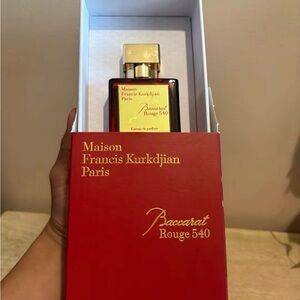 Maison
Francis Kurkdjian
Paris
Baccarat
Rouge 540
Extrait de parfum
Maison
Francis Kurkdjian
Paris
Baccarat
Rouge 540